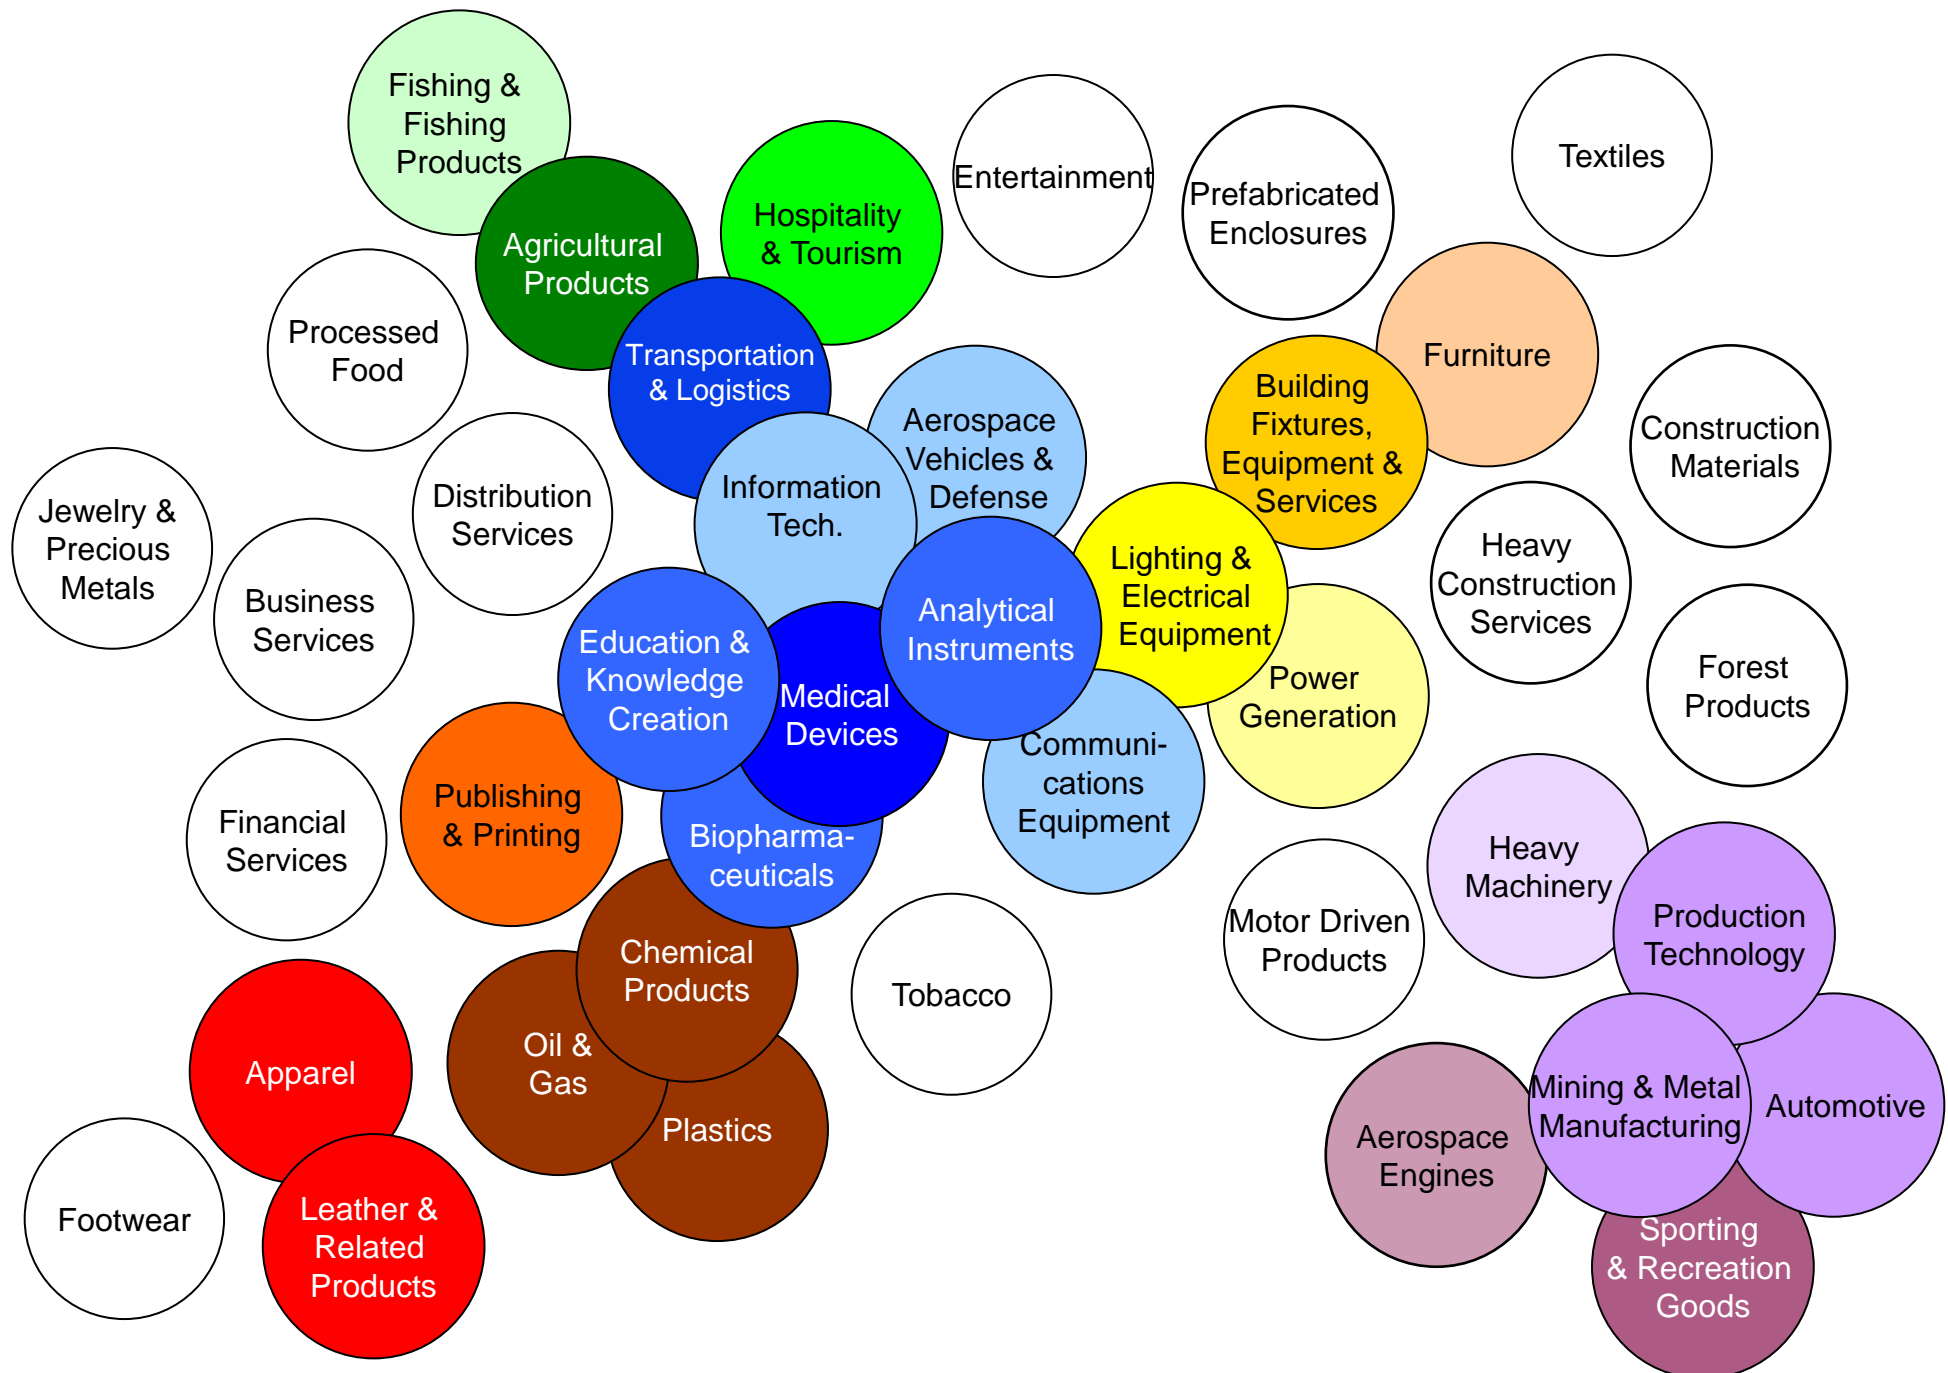 Fishing &
Fishing
Products
Agricultural
Products
Hospitality
& Tourism
Entertainment
Prefabricated
Enclosures
Textiles
Processed
Food
Transportation
& Logistics
Furniture
Building
Fixtures,
Equipment &
Services
Aerospace
Vehicles &
Defense
Construction
Materials
Jewelry &
Precious
Metals
Distribution
Services
Information
Tech.
Business
Services
Lighting &
Electrical
Equipment
Heavy
Construction
Services
Education &
Knowledge
Creation
Analytical
Instruments
Medical
Devices
Power
Generation
Forest
Products
Communi-
cations
Equipment
Financial
Services
Publishing
& Printing
Biopharma-
ceuticals
Heavy
Machinery
Production
Technology
Motor Driven
Products
Chemical
Products
Tobacco
Apparel
Oil &
Gas
Plastics
Mining & Metal
Manufacturing
Automotive
Aerospace
Engines
Footwear
Leather &
Related
Products
Sporting
& Recreation
Goods